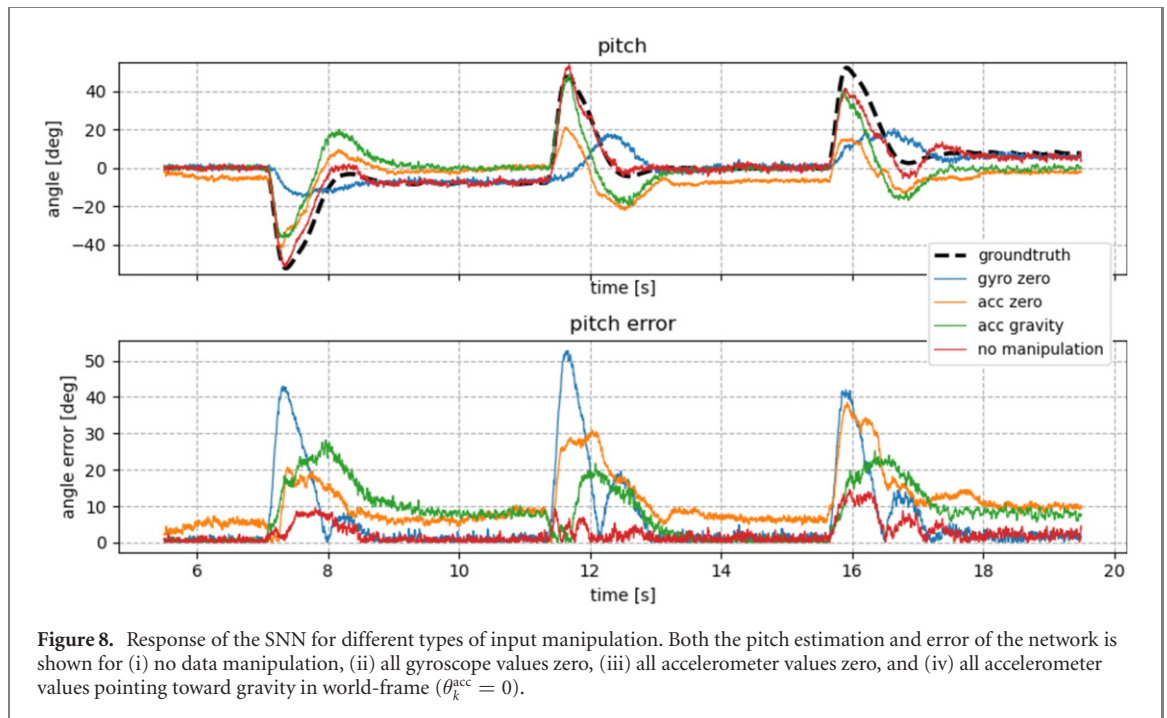 pitch
angle [deg]
40
20
0
−20
−40
time [s]
groundtruth
gyro zero
acc zero
acc gravity
no manipulation
pitch error
angle error [deg]
50
40
30
20
10
0
6 8 10 12 14 16 18 20
time [s]
Figure 8. Response of the SNN for different types of input manipulation. Both the pitch estimation and error of the network is
shown for (i) no data manipulation, (ii) all gyroscope values zero, (iii) all accelerometer values zero, and (iv) all accelerometer
values pointing toward gravity in world-frame (θₖᵃᶜᶜ = 0).